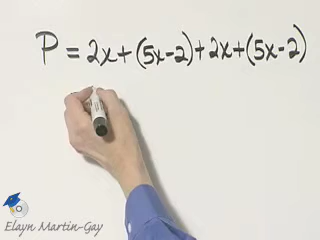 P = 2x + (5x - 2) + 2x + (5x - 2)
Elayn Martin-Gay